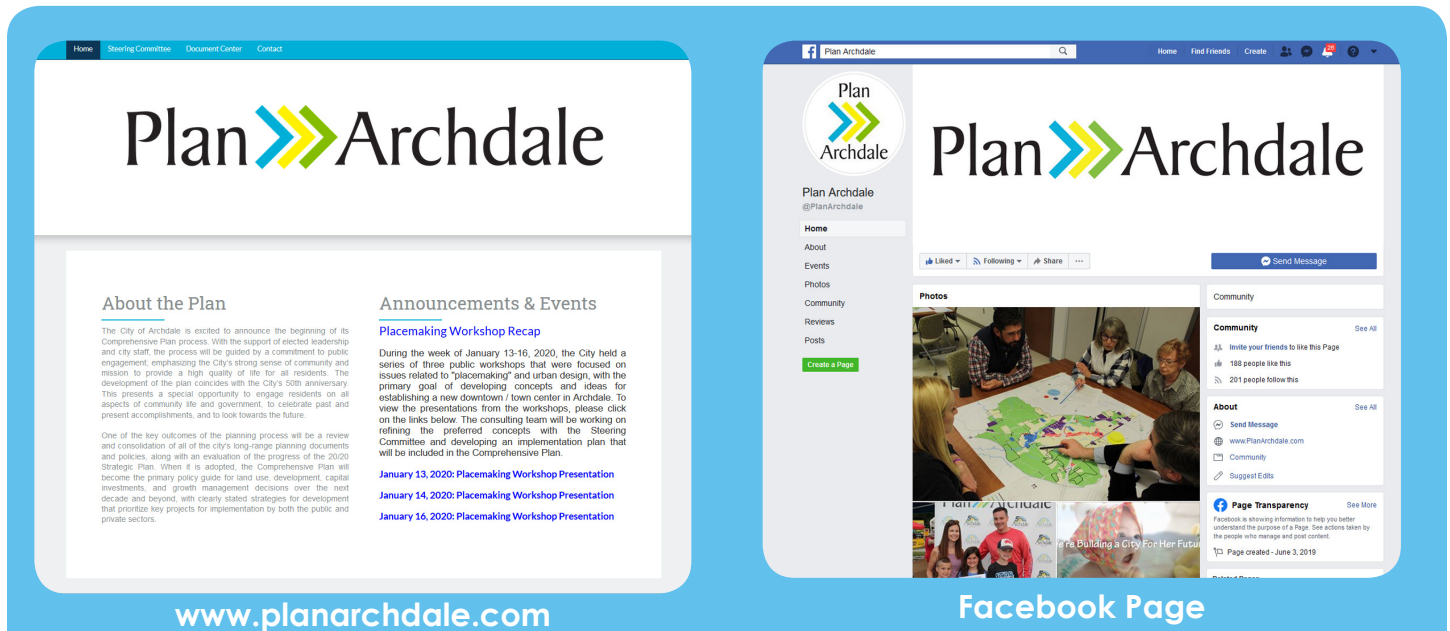 Home Steering Committee Document Center Contact
Plan Archdale
About the Plan
The City of Archdale is excited to announce the beginning of its
Comprehensive Plan process. With the support of elected leadership
and city staff, the process will be guided by a commitment to public
engagement; emphasizing the City's strong sense of community and
mission to provide a high quality of life for all residents. The
development of the plan coincides with the City's 50th anniversary.
This presents a special opportunity to engage residents on all
aspects of community life and government, to celebrate past and
present accomplishments, and to look towards the future.
One of the key outcomes of the planning process will be a review
and consolidation of all of the city's long-range planning documents
and policies, along with an evaluation of the progress of the 20/20
Strategic Plan. When it is adopted, the Comprehensive Plan will
become the primary policy guide for land use, development, capital
investments, and growth management decisions over the next
decade and beyond, with clearly stated strategies for development
that prioritize key projects for implementation by both the public and
private sectors.
Announcements & Events
Placemaking Workshop Recap
During the week of January 13-16, 2020, the City held a
series of three public workshops that were focused on
issues related to "placemaking" and urban design, with the
primary goal of developing concepts and ideas for
establishing a new downtown / town center in Archdale. To
view the presentations from the workshops, please click
on the links below. The consulting team will be working on
refining the preferred concepts with the Steering
Committee and developing an implementation plan that
will be included in the Comprehensive Plan.
January 13, 2020: Placemaking Workshop Presentation
January 14, 2020: Placemaking Workshop Presentation
January 16, 2020: Placemaking Workshop Presentation
www.planarchdale.com
Plan Archdale
Home Find Friends Create
Plan
Archdale
Plan Archdale
@PlanArchdale
Home
About
Events
Photos
Community
Reviews
Posts
Create a Page
Plan Archdale
Liked Following Share ...
Send Message
Photos
Plan Archdale
We're Building a City For Her Futu
Community
Community See All
Invite your friends to like this Page
188 people like this
201 people follow this
About See All
Send Message
www.PlanArchdale.com
Community
Suggest Edits
Page Transparency See More
Facebook is showing information to help you better
understand the purpose of a Page. See actions taken by
the people who manage and post content.
Page created - June 3, 2019
Facebook Page